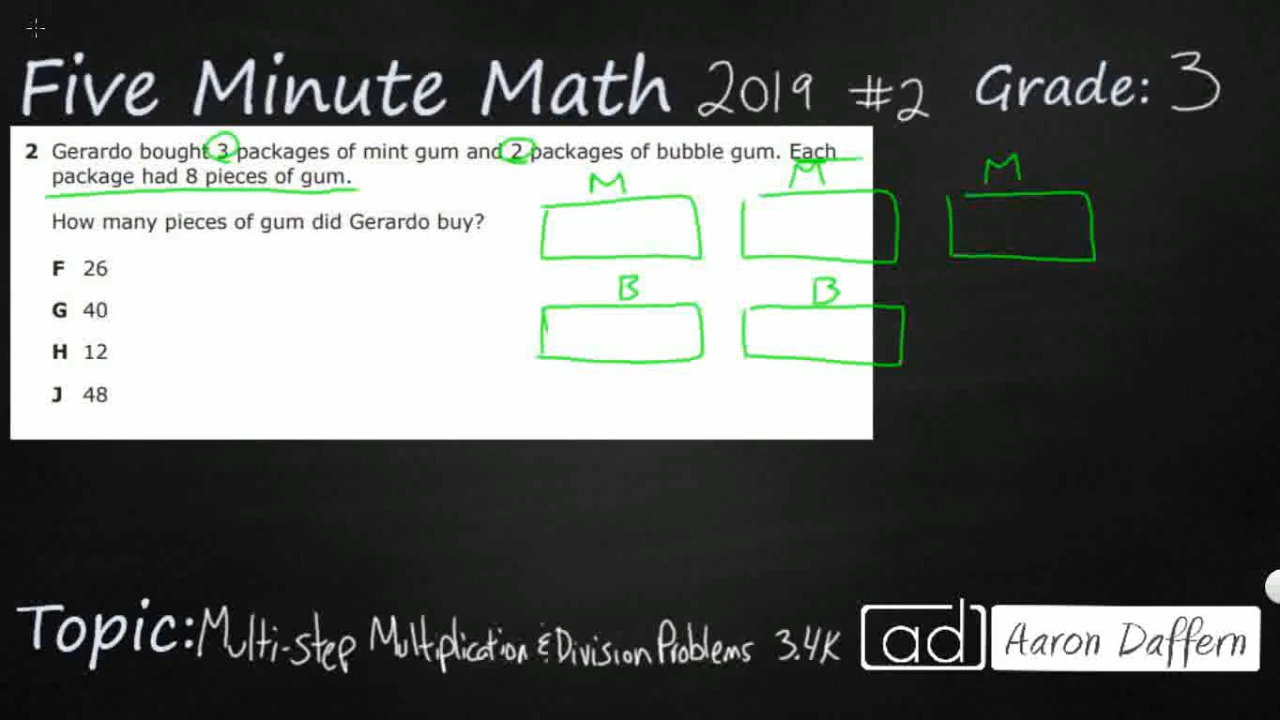 Five Minute Math 2019 #2 Grade: 3
2 Gerardo bought 3 packages of mint gum and 2 packages of bubble gum. Each
package had 8 pieces of gum.
M M M
How many pieces of gum did Gerardo buy?
F 26
B B
G 40
H 12
J 48
Topic: Multi-step Multiplication & Division Problems 3.4K ad Aaron Daffern